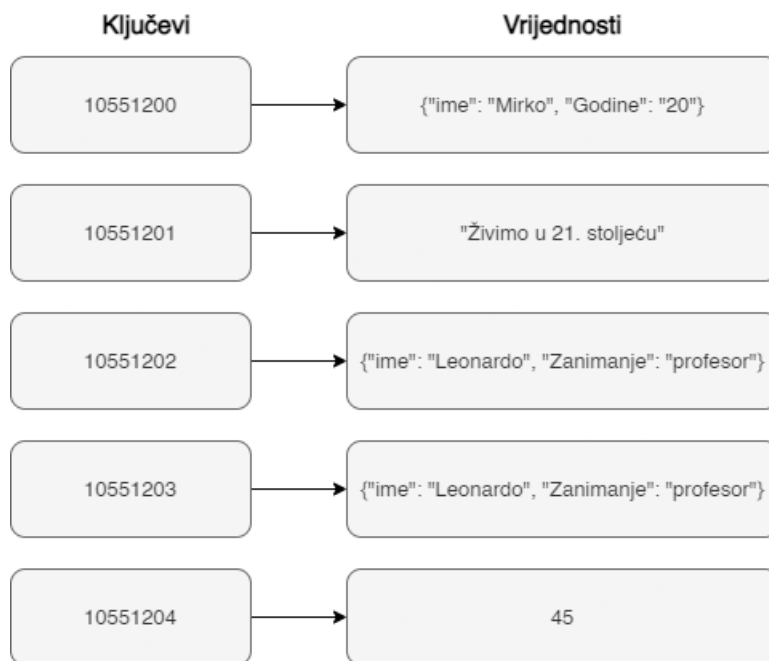 Ključevi Vrijednosti
10551200 {"ime": "Mirko", "Godine": "20"}
10551201 "Živimo u 21. stoljeću"
10551202 {"ime": "Leonardo", "Zanimanje": "profesor"}
10551203 {"ime": "Leonardo", "Zanimanje": "profesor"}
10551204 45